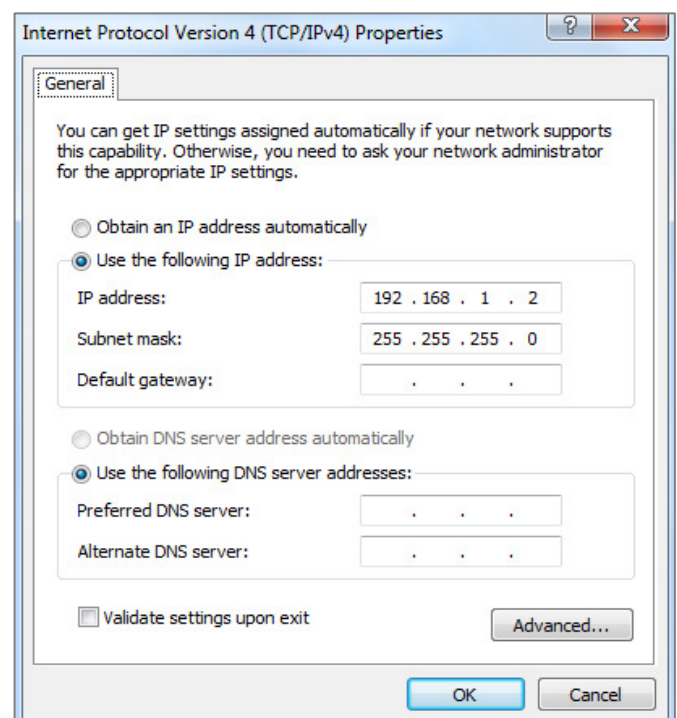 Internet Protocol Version 4 (TCP/IPv4) Properties
?
X
General
You can get IP settings assigned automatically if your network supports
this capability. Otherwise, you need to ask your network administrator
for the appropriate IP settings.
Obtain an IP address automatically
Use the following IP address:
IP address: 192 . 168 . 1 . 2
Subnet mask: 255 . 255 . 255 . 0
Default gateway: . . .
Obtain DNS server address automatically
Use the following DNS server addresses:
Preferred DNS server: . . .
Alternate DNS server: . . .
Validate settings upon exit
Advanced...
OK Cancel